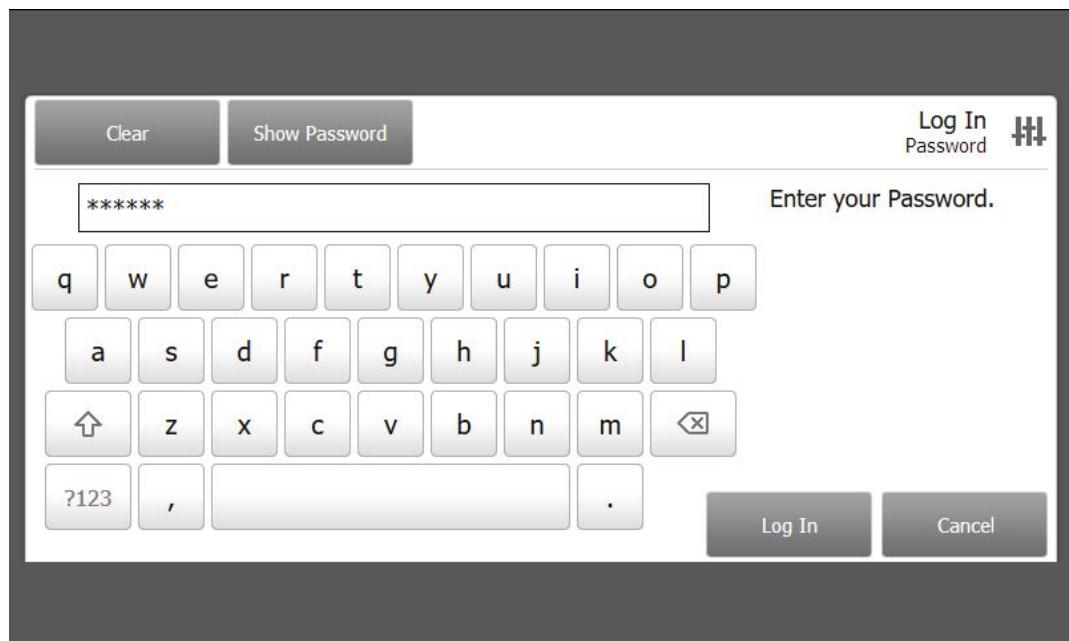 Clear Show Password
Log In
Password
******
Enter your Password.
q w e r t y u i o p
a s d f g h j k l
z x c v b n m
?123 , .
Log In Cancel